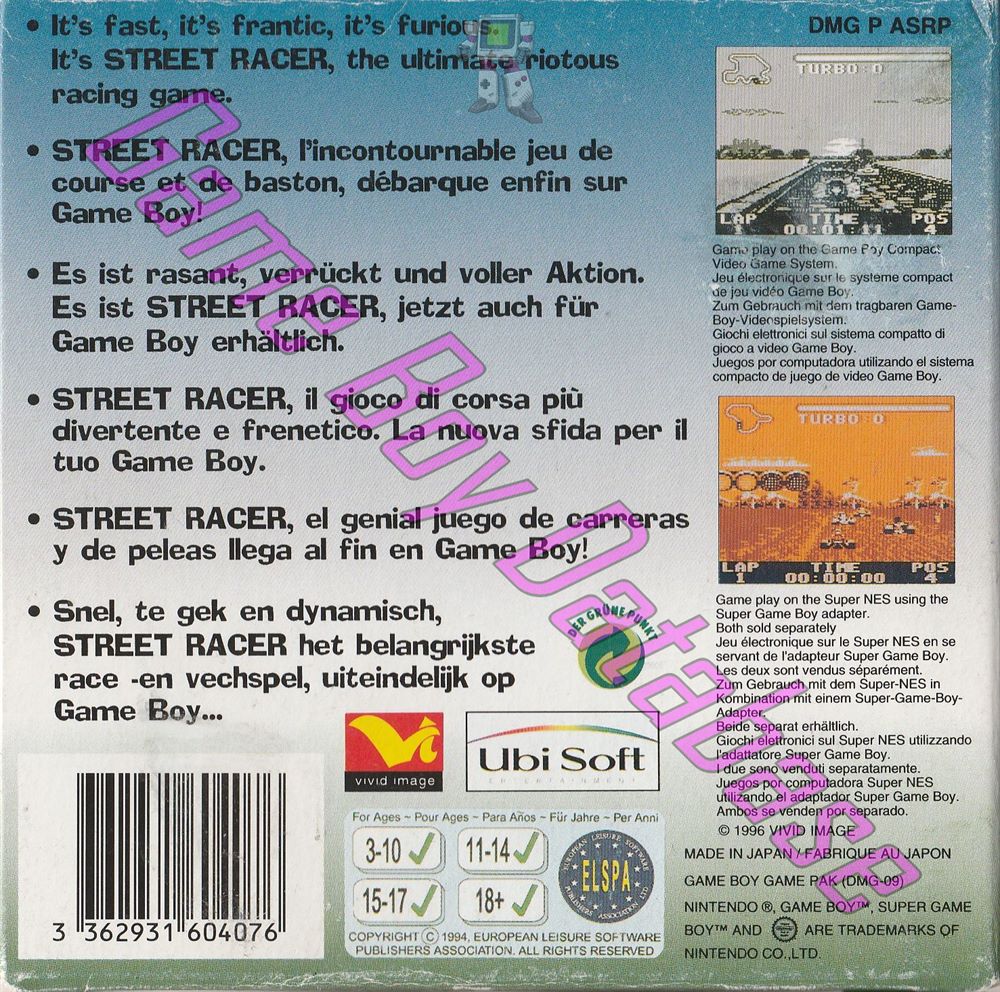 • It's fast, it's frantic, it's furious.
It's STREET RACER, the ultimate riotous
racing game.
• STREET RACER, l'incontournable jeu de
course et de baston, débarque enfin sur
Game Boy!
• Es ist rasant, verrückt und voller Aktion.
Es ist STREET RACER, jetzt auch für
Game Boy erhältlich.
• STREET RACER, il gioco di corsa più
divertente e frenetico. La nuova sfida per il
tuo Game Boy.
• STREET RACER, el genial juego de carreras
y de peleas llega al fin en Game Boy!
• Snel, te gek en dynamisch,
STREET RACER het belangrijkste
race -en vechspel, uiteindelijk op
Game Boy...
DMG P ASRP
TURBO:0
LAP TIME POS
1 00:01:11 4
Game play on the Game Boy Compact
Video Game System.
Jeu électronique sur le système compact
de jeu vidéo Game Boy.
Zum Gebrauch mit dem tragbaren Game-
Boy-Videnspielsystem.
Giochi elettronici sul sistema compatto di
gioco a video Game Boy.
Juegos por computadora utilizando el sistema
compacto de juego de video Game Boy.
TURBO:0
LAP TIME POS
1 00:00:00 4
Game play on the Super NES using the
Super Game Boy adapter.
Both sold separately
Jeu électronique sur le Super NES en se
servant de l'adapteur Super Game Boy.
Les deux sont vendus séparément.
Zum Gebrauch mit dem Super-NES in
Kombination mit einem Super-Game-Boy-
Adapter.
Beide separat erhältlich.
Giochi elettronici sul Super NES utilizzando
l'adattatore Super Game Boy.
I due sono venduti separatamente.
Juegos por computadora Super NES
utilizando el adaptador Super Game Boy.
Ambos se venden por separado.
© 1996 VIVID IMAGE
MADE IN JAPAN / FABRIQUE AU JAPON
GAME BOY GAME PAK (DMG-09)
NINTENDO ®, GAME BOY™, SUPER GAME
BOY™ AND ARE TRADEMARKS OF
NINTENDO CO.,LTD.
DER GRÜNE PUNKT
vivid image
Ubi Soft
ENTERTAINMENT
For Ages ~ Pour Ages ~ Para Años ~ Für Jahre ~ Per Anni
3-10 11-14
15-17 18+
EUROPEAN LEISURE SOFTWARE
ELSPA
PUBLISHERS ASSOCIATION LTD
COPYRIGHT © 1994, EUROPEAN LEISURE SOFTWARE
PUBLISHERS ASSOCIATION. ALL RIGHTS RESERVED
3 362931 604076
Game Boy Database